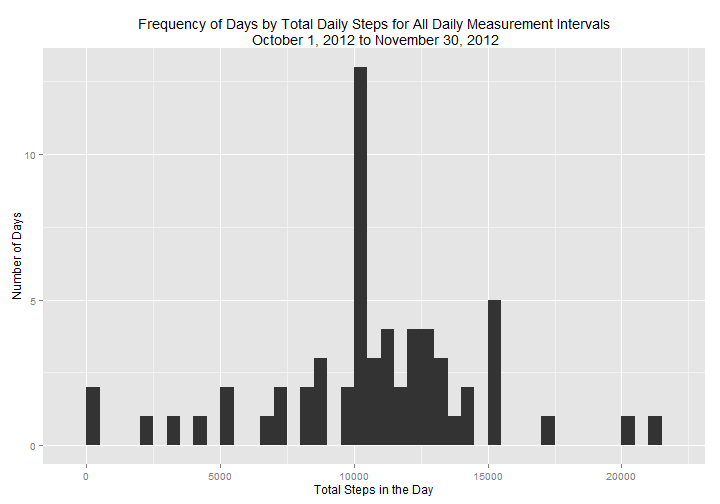 Frequency of Days by Total Daily Steps for All Daily Measurement Intervals
October 1, 2012 to November 30, 2012
Number of Days
10
5
0
0 5000 10000 15000 20000
Total Steps in the Day